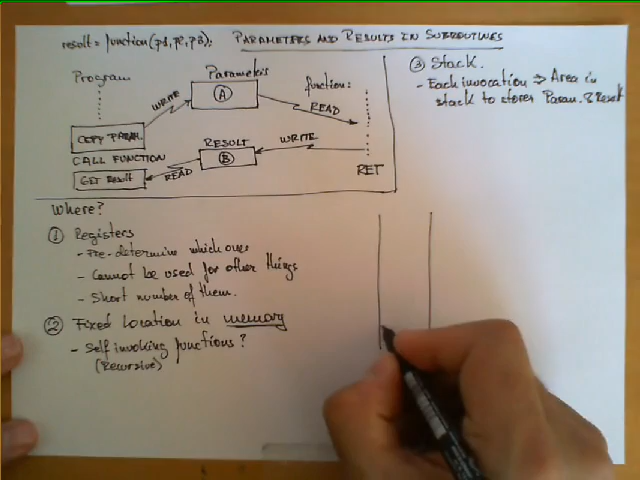 result = function(p1, p2, p3);
PARAMETERS AND RESULTS IN SUBROUTINES
Program
Parameters
function:
WRITE
A
READ
COPY PARAM.
CALL FUNCTION
RESULT
WRITE
B
GET RESULT
READ
RET
Where?
① Registers
- Pre-determine which ones
- Cannot be used for other things
- Short number of them.
② Fixed Location in memory
- Self invoking functions?
(Recursive)
③ Stack.
- Each invocation ⇒ Area in
stack to store Param. & Result